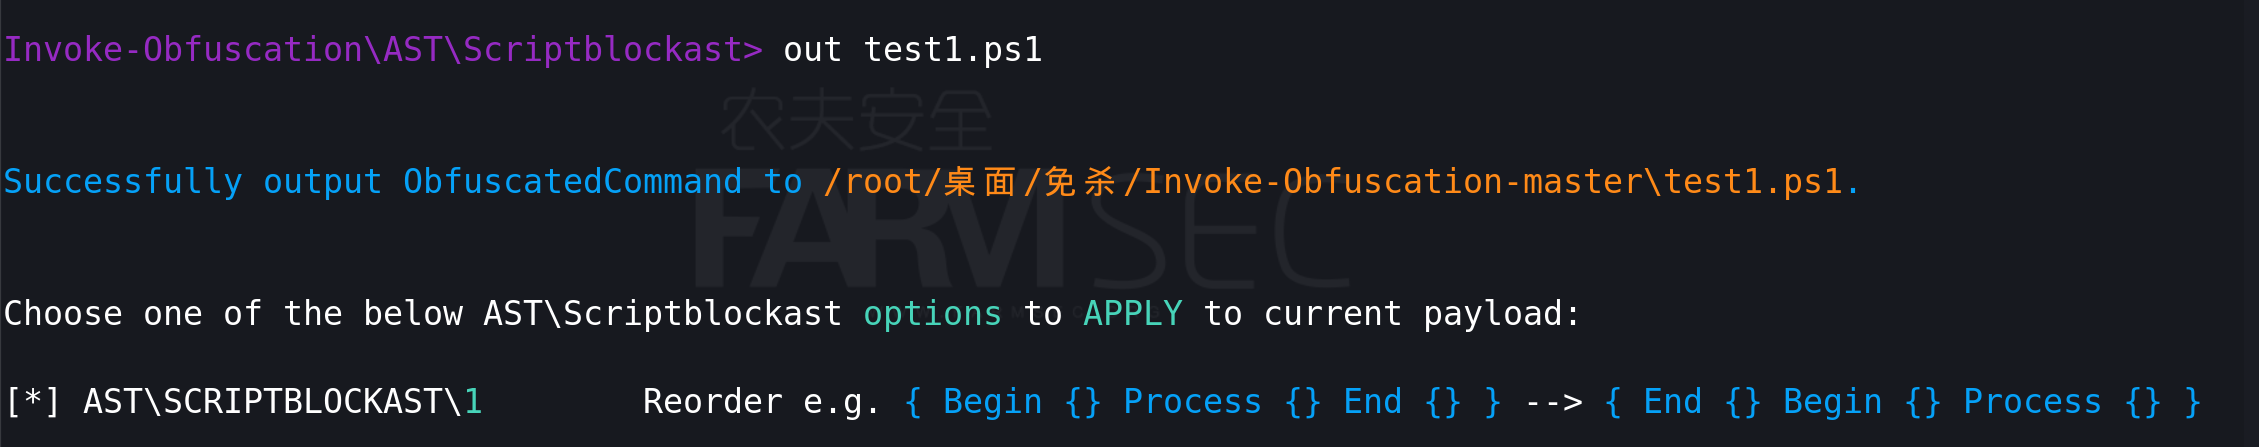 Invoke-Obfuscation\AST\Scriptblockast> out test1.ps1
农夫安全
Successfully output ObfuscatedCommand to /root/桌面/免杀/Invoke-Obfuscation-master\test1.ps1.
FARMSEC
Choose one of the below AST\Scriptblockast options to APPLY to current payload:
[*] AST\SCRIPTBLOCKAST\1 Reorder e.g. { Begin {} Process {} End {} } --> { End {} Begin {} Process {} }